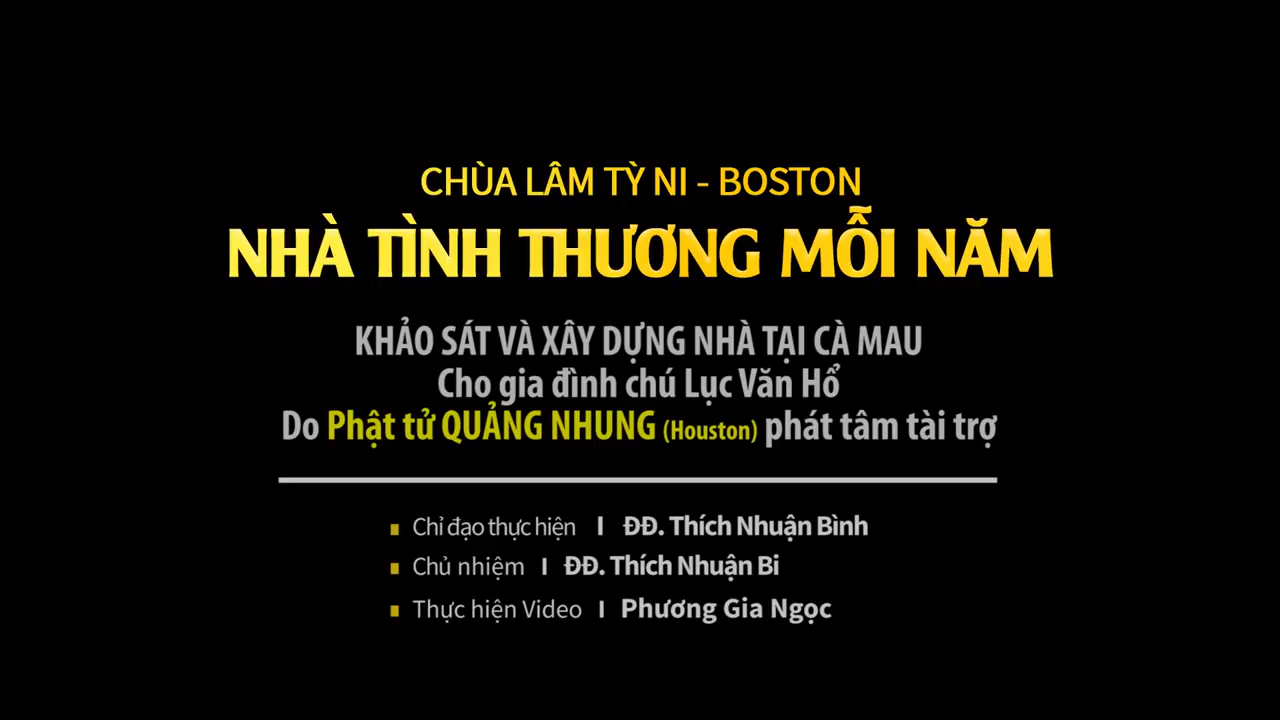 CHÙA LÂM TỲ NI - BOSTON
NHÀ TÌNH THƯƠNG MỖI NĂM
KHẢO SÁT VÀ XÂY DỰNG NHÀ TẠI CÀ MAU
Cho gia đình chú Lục Văn Hổ
Do Phật tử QUẢNG NHUNG (Houston) phát tâm tài trợ
Chỉ đạo thực hiện I ĐĐ. Thích Nhuận Bình
Chủ nhiệm I ĐĐ. Thích Nhuận Bi
Thực hiện Video I Phương Gia Ngọc